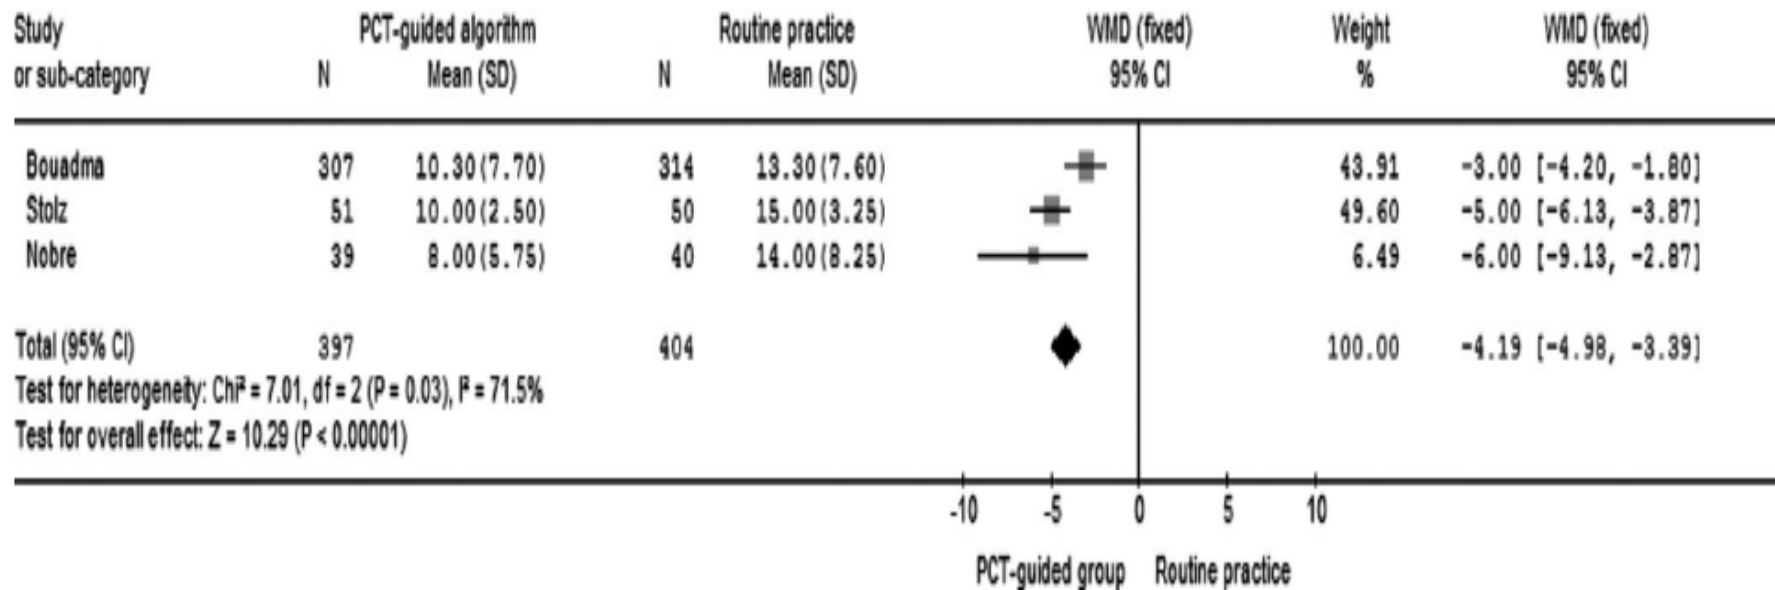 Study PCT-guided algorithm Routine practice WMD (fixed) Weight WMD (fixed)
or sub-category N Mean (SD) N Mean (SD) 95% CI % 95% CI
Bouadma 307 10.30(7.70) 314 13.30(7.60) 43.91 -3.00 [-4.20, -1.80]
Stolz 51 10.00(2.50) 50 15.00(3.25) 49.60 -5.00 [-6.13, -3.87]
Nobre 39 8.00(5.75) 40 14.00(8.25) 6.49 -6.00 [-9.13, -2.87]
Total (95% CI) 397 404 100.00 -4.19 [-4.98, -3.39]
Test for heterogeneity: Chi² = 7.01, df = 2 (P = 0.03), I² = 71.5%
Test for overall effect: Z = 10.29 (P < 0.00001)
-10 -5 0 5 10
PCT-guided group Routine practice